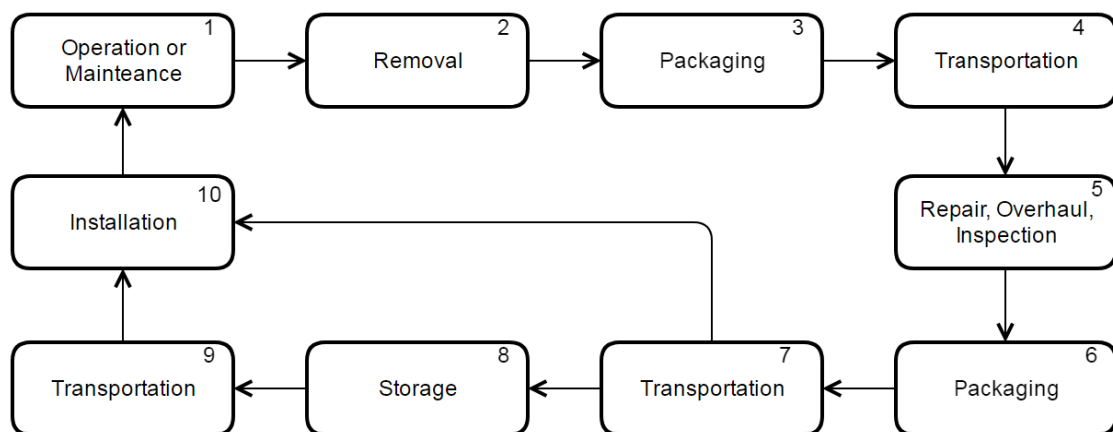 1
Operation or
Mainteance
2
Removal
3
Packaging
4
Transportation
10
Installation
5
Repair, Overhaul,
Inspection
9
Transportation
8
Storage
7
Transportation
6
Packaging